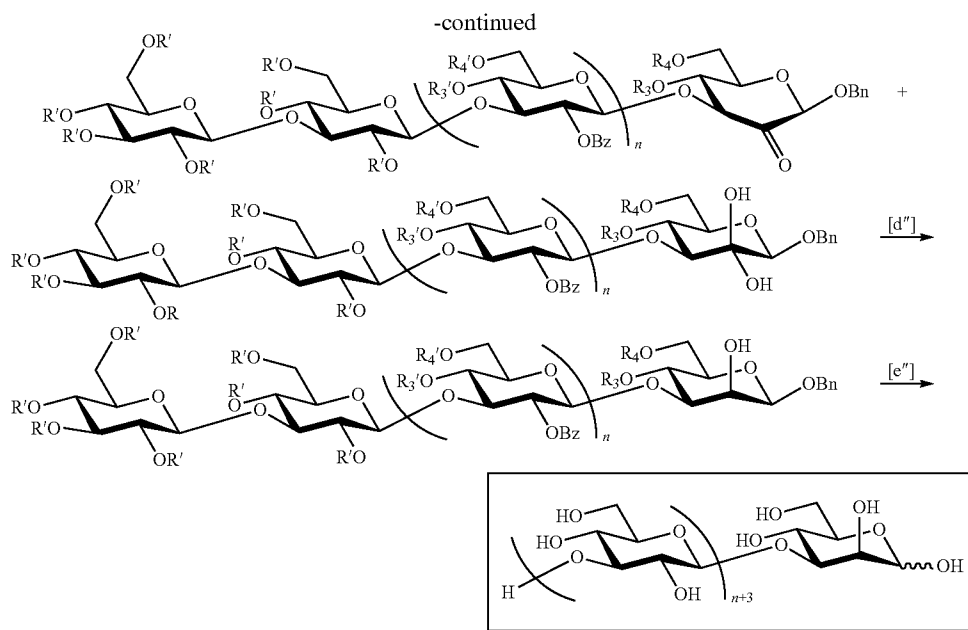 -continued
OR′ R′O R′O R′O OR′ R′O R′ O O O OR′ R₄′O R₃′O O O OBz n R₄O R₃O O O OBn O +
OR′ R′O R′O O OR R′O R′ O O O R′O R₄′O R₃′O O O OBz n R₄O R₃O O OH O OH OBn [d″]
OR′ R′O R′O O OR′ R′O R′ O O O R′O R₄′O R₃′O O O OBz n R₄O R₃O O OH O OBn [e″]
H O HO HO O OH n+3 HO HO O OH O OH